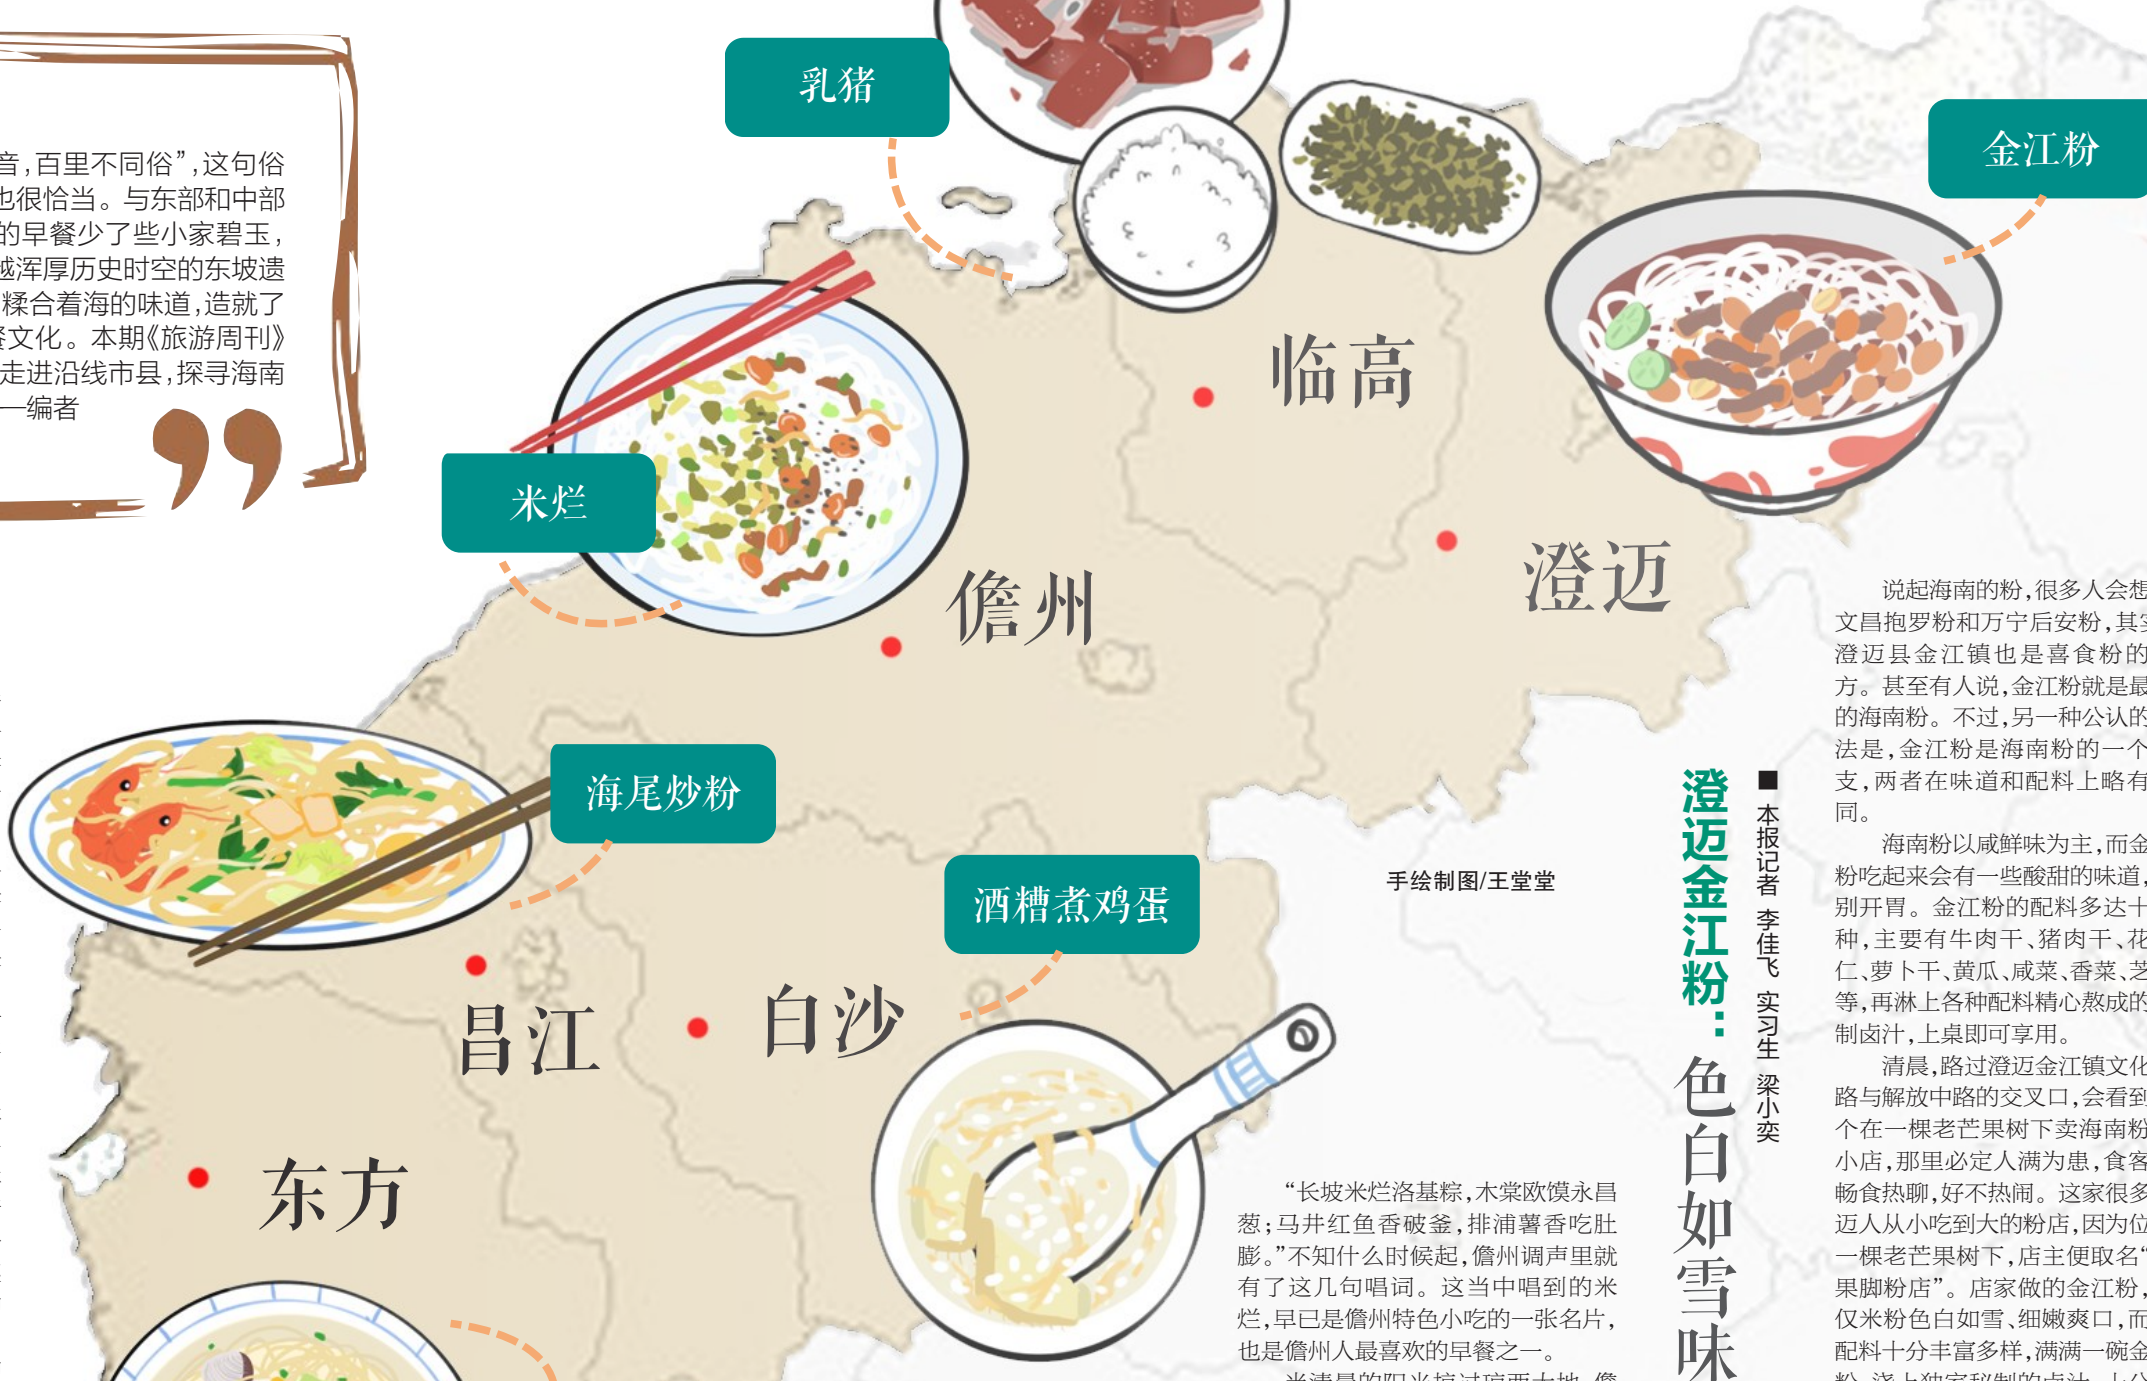 音,百里不同俗”,这句俗
也很恰当。与东部和中部
的早餐少了些小家碧玉,
越浑厚历史时空的东坡遗
糅合着海的味道,造就了
餐文化。本期《旅游周刊》
走进沿线市县,探寻海南
—编者
乳猪
金江粉
米烂
海尾炒粉
酒糟煮鸡蛋
临高
澄迈
儋州
昌江
白沙
东方
手绘制图/王堂堂
澄迈金江粉:
色白如雪味
■ 本报记者 李佳飞 实习生 梁小奕
说起海南的粉,很多人会想
文昌抱罗粉和万宁后安粉,其实
澄迈县金江镇也是喜食粉的
方。甚至有人说,金江粉就是最
的海南粉。不过,另一种公认的
法是,金江粉是海南粉的一个
支,两者在味道和配料上略有
同。
海南粉以咸鲜味为主,而金
粉吃起来会有一些酸甜的味道,
别开胃。金江粉的配料多达十
种,主要有牛肉干、猪肉干、花
仁、萝卜干、黄瓜、咸菜、香菜、芝
等,再淋上各种配料精心熬成的
制卤汁,上桌即可享用。
清晨,路过澄迈金江镇文化
路与解放中路的交叉口,会看到
个在一棵老芒果树下卖海南粉
小店,那里必定人满为患,食客
畅食热聊,好不热闹。这家很多
迈人从小吃到大的粉店,因为位
一棵老芒果树下,店主便取名“
果脚粉店”。店家做的金江粉,
仅米粉色白如雪、细嫩爽口,而
配料十分丰富多样,满满一碗金
“长坡米烂洛基粽,木棠欧馍永昌
葱;马井红鱼香破釜,排浦薯香吃肚
膨。”不知什么时候起,儋州调声里就
有了这几句唱词。这当中唱到的米
烂,早已是儋州特色小吃的一张名片,
也是儋州人最喜欢的早餐之一。